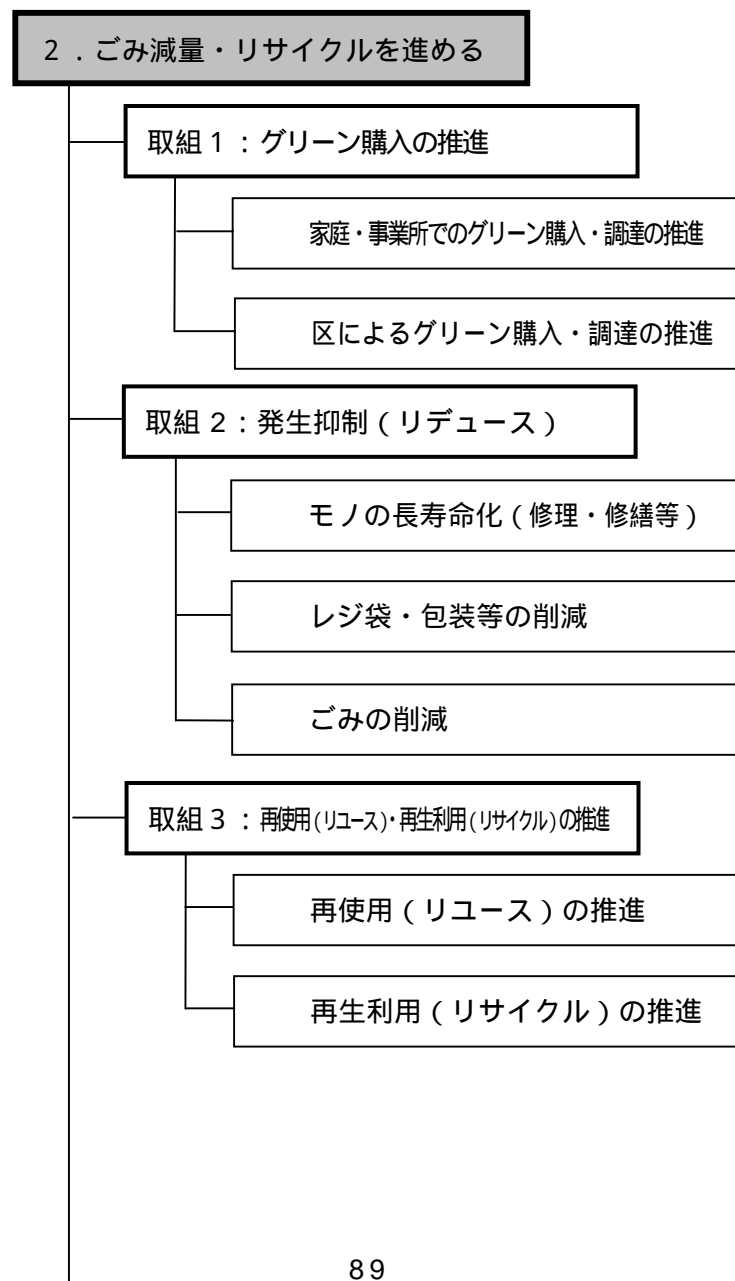 ２．ごみ減量・リサイクルを進める
取組１：グリーン購入の推進
家庭・事業所でのグリーン購入・調達の推進
区によるグリーン購入・調達の推進
取組２：発生抑制（リデュース）
モノの長寿命化（修理・修繕等）
レジ袋・包装等の削減
ごみの削減
取組３：再使用（リユース）・再生利用（リサイクル）の推進
再使用（リユース）の推進
再生利用（リサイクル）の推進
89